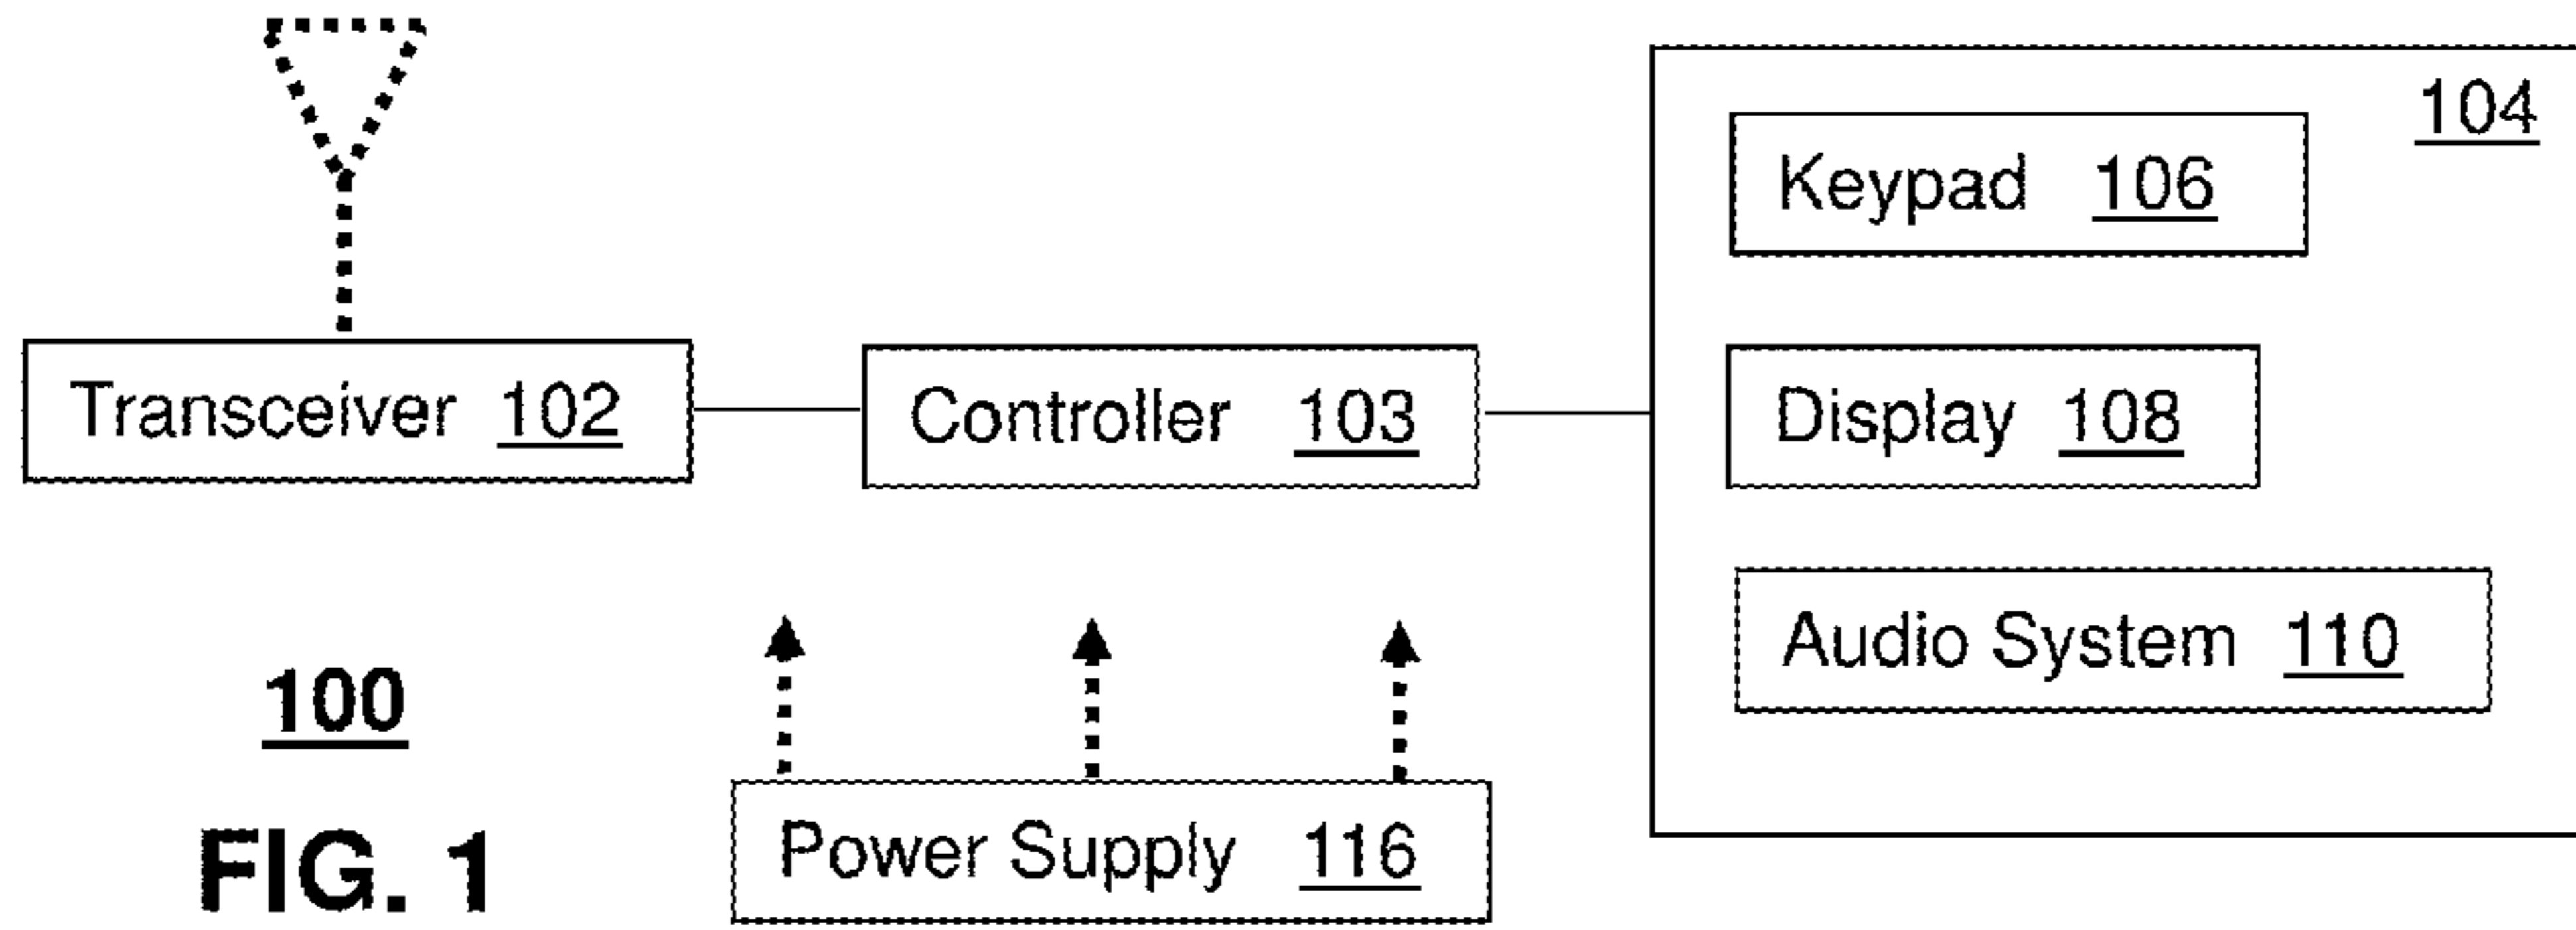 104
Keypad 106
Transceiver 102
Controller 103
Display 108
Audio System 110
100
Power Supply 116
FIG. 1